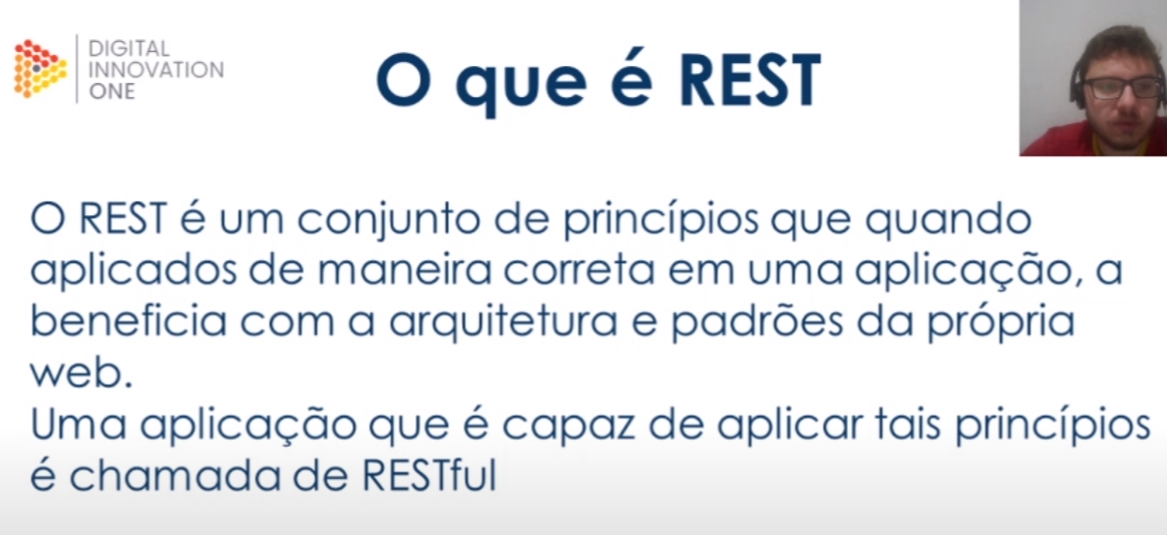 DIGITAL
INNOVATION
ONE
O que é REST
O REST é um conjunto de princípios que quando
aplicados de maneira correta em uma aplicação, a
beneficia com a arquitetura e padrões da própria
web.
Uma aplicação que é capaz de aplicar tais princípios
é chamada de RESTful